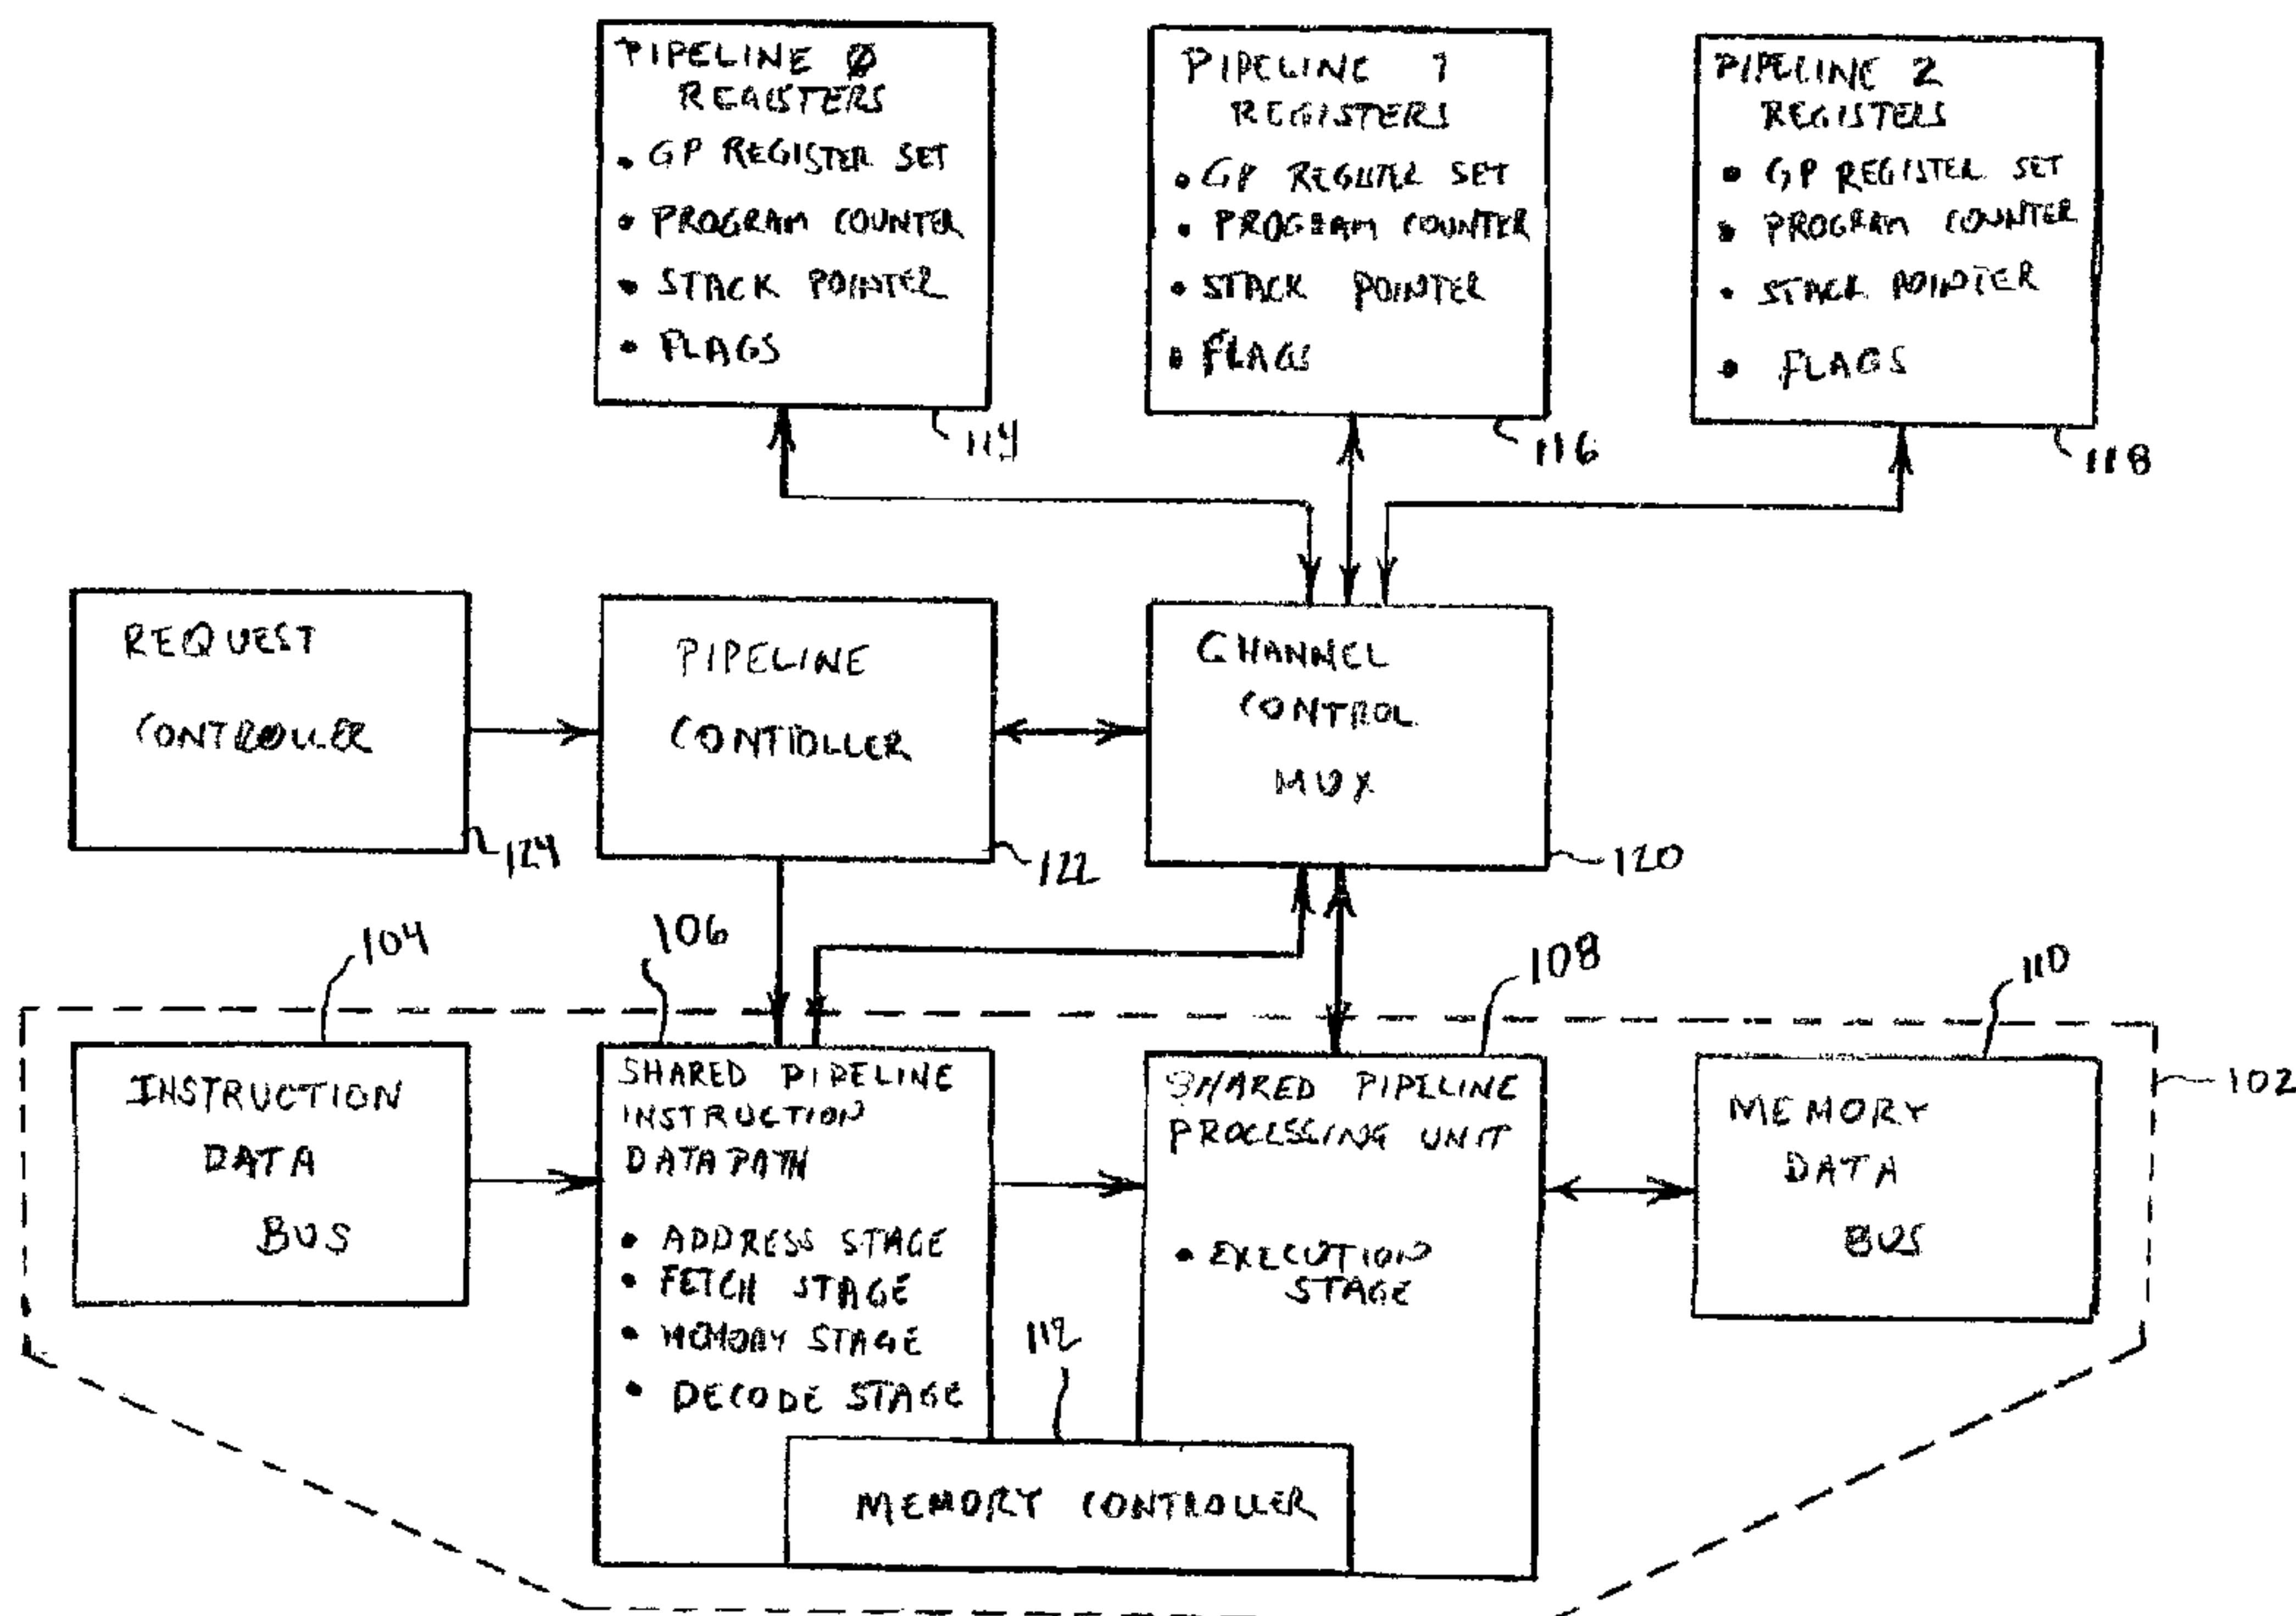 PIPELINE 0
REGISTERS
• GP REGISTER SET
• PROGRAM COUNTER
• STACK POINTER
• FLAGS
114
PIPELINE 1
REGISTERS
• GP REGISTER SET
• PROGRAM COUNTER
• STACK POINTER
• FLAGS
116
PIPELINE 2
REGISTERS
• GP REGISTER SET
• PROGRAM COUNTER
• STACK POINTER
• FLAGS
118
REQUEST
CONTROLLER
124
PIPELINE
CONTROLLER
122
CHANNEL
CONTROL
MUX
120
104
106
108
110
102
INSTRUCTION
DATA
BUS
SHARED PIPELINE
INSTRUCTION
DATAPATH
• ADDRESS STAGE
• FETCH STAGE
• MEMORY STAGE
• DECODE STAGE
SHARED PIPELINE
PROCESSING UNIT
• EXECUTION
STAGE
MEMORY
DATA
BUS
112
MEMORY CONTROLLER